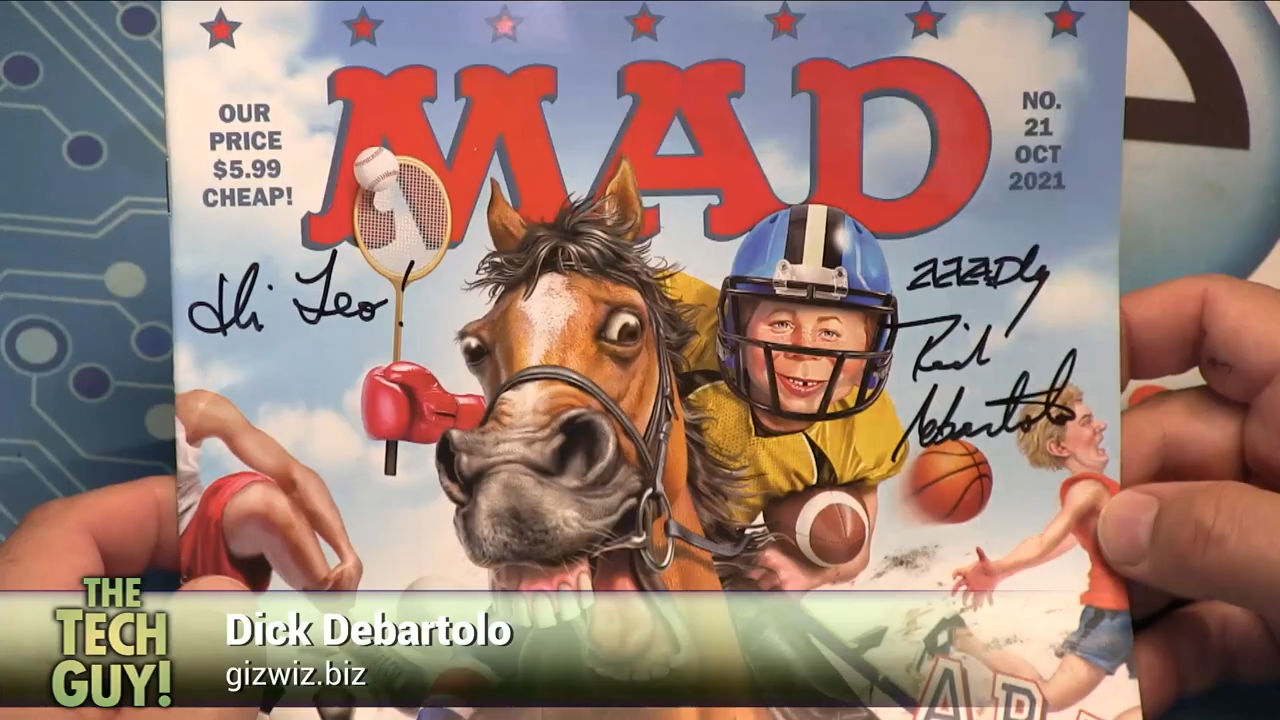 MAD
OUR
PRICE
$5.99
CHEAP!
NO.
21
OCT
2021
Hi Leo!
Dick
Debartolo
THE
TECH
GUY!
Dick Debartolo
gizwiz.biz